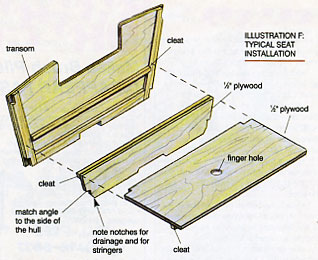 ILLUSTRATION F:
TYPICAL SEAT
INSTALLATION
transom
cleat
½" plywood
½" plywood
finger hole
cleat
match angle
to the side of
the hull
note notches for
drainage and for
stringers
cleat